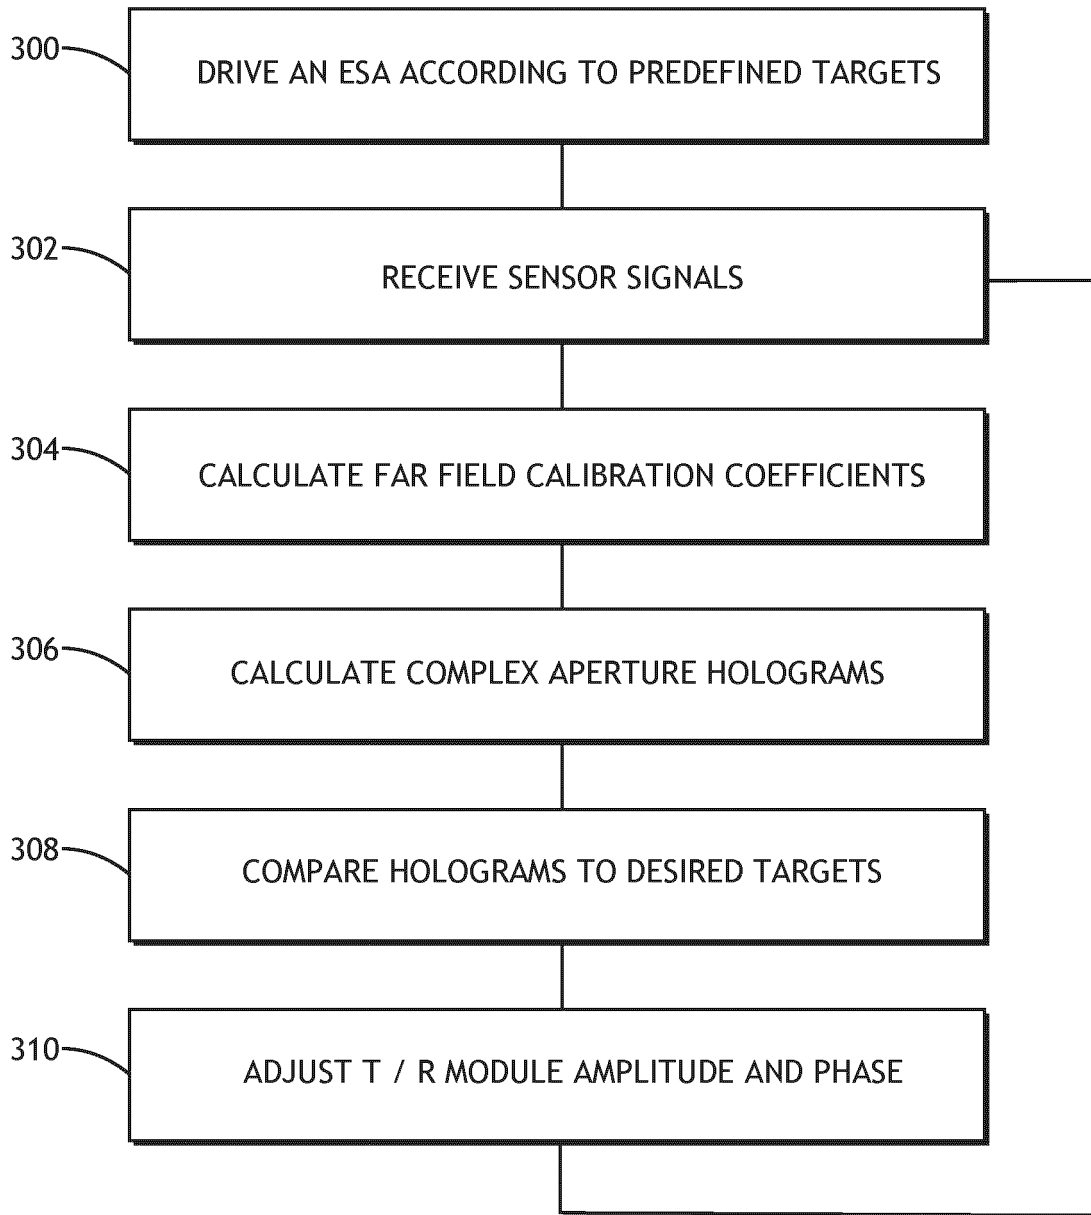 300
DRIVE AN ESA ACCORDING TO PREDEFINED TARGETS
302
RECEIVE SENSOR SIGNALS
304
CALCULATE FAR FIELD CALIBRATION COEFFICIENTS
306
CALCULATE COMPLEX APERTURE HOLOGRAMS
308
COMPARE HOLOGRAMS TO DESIRED TARGETS
310
ADJUST T / R MODULE AMPLITUDE AND PHASE